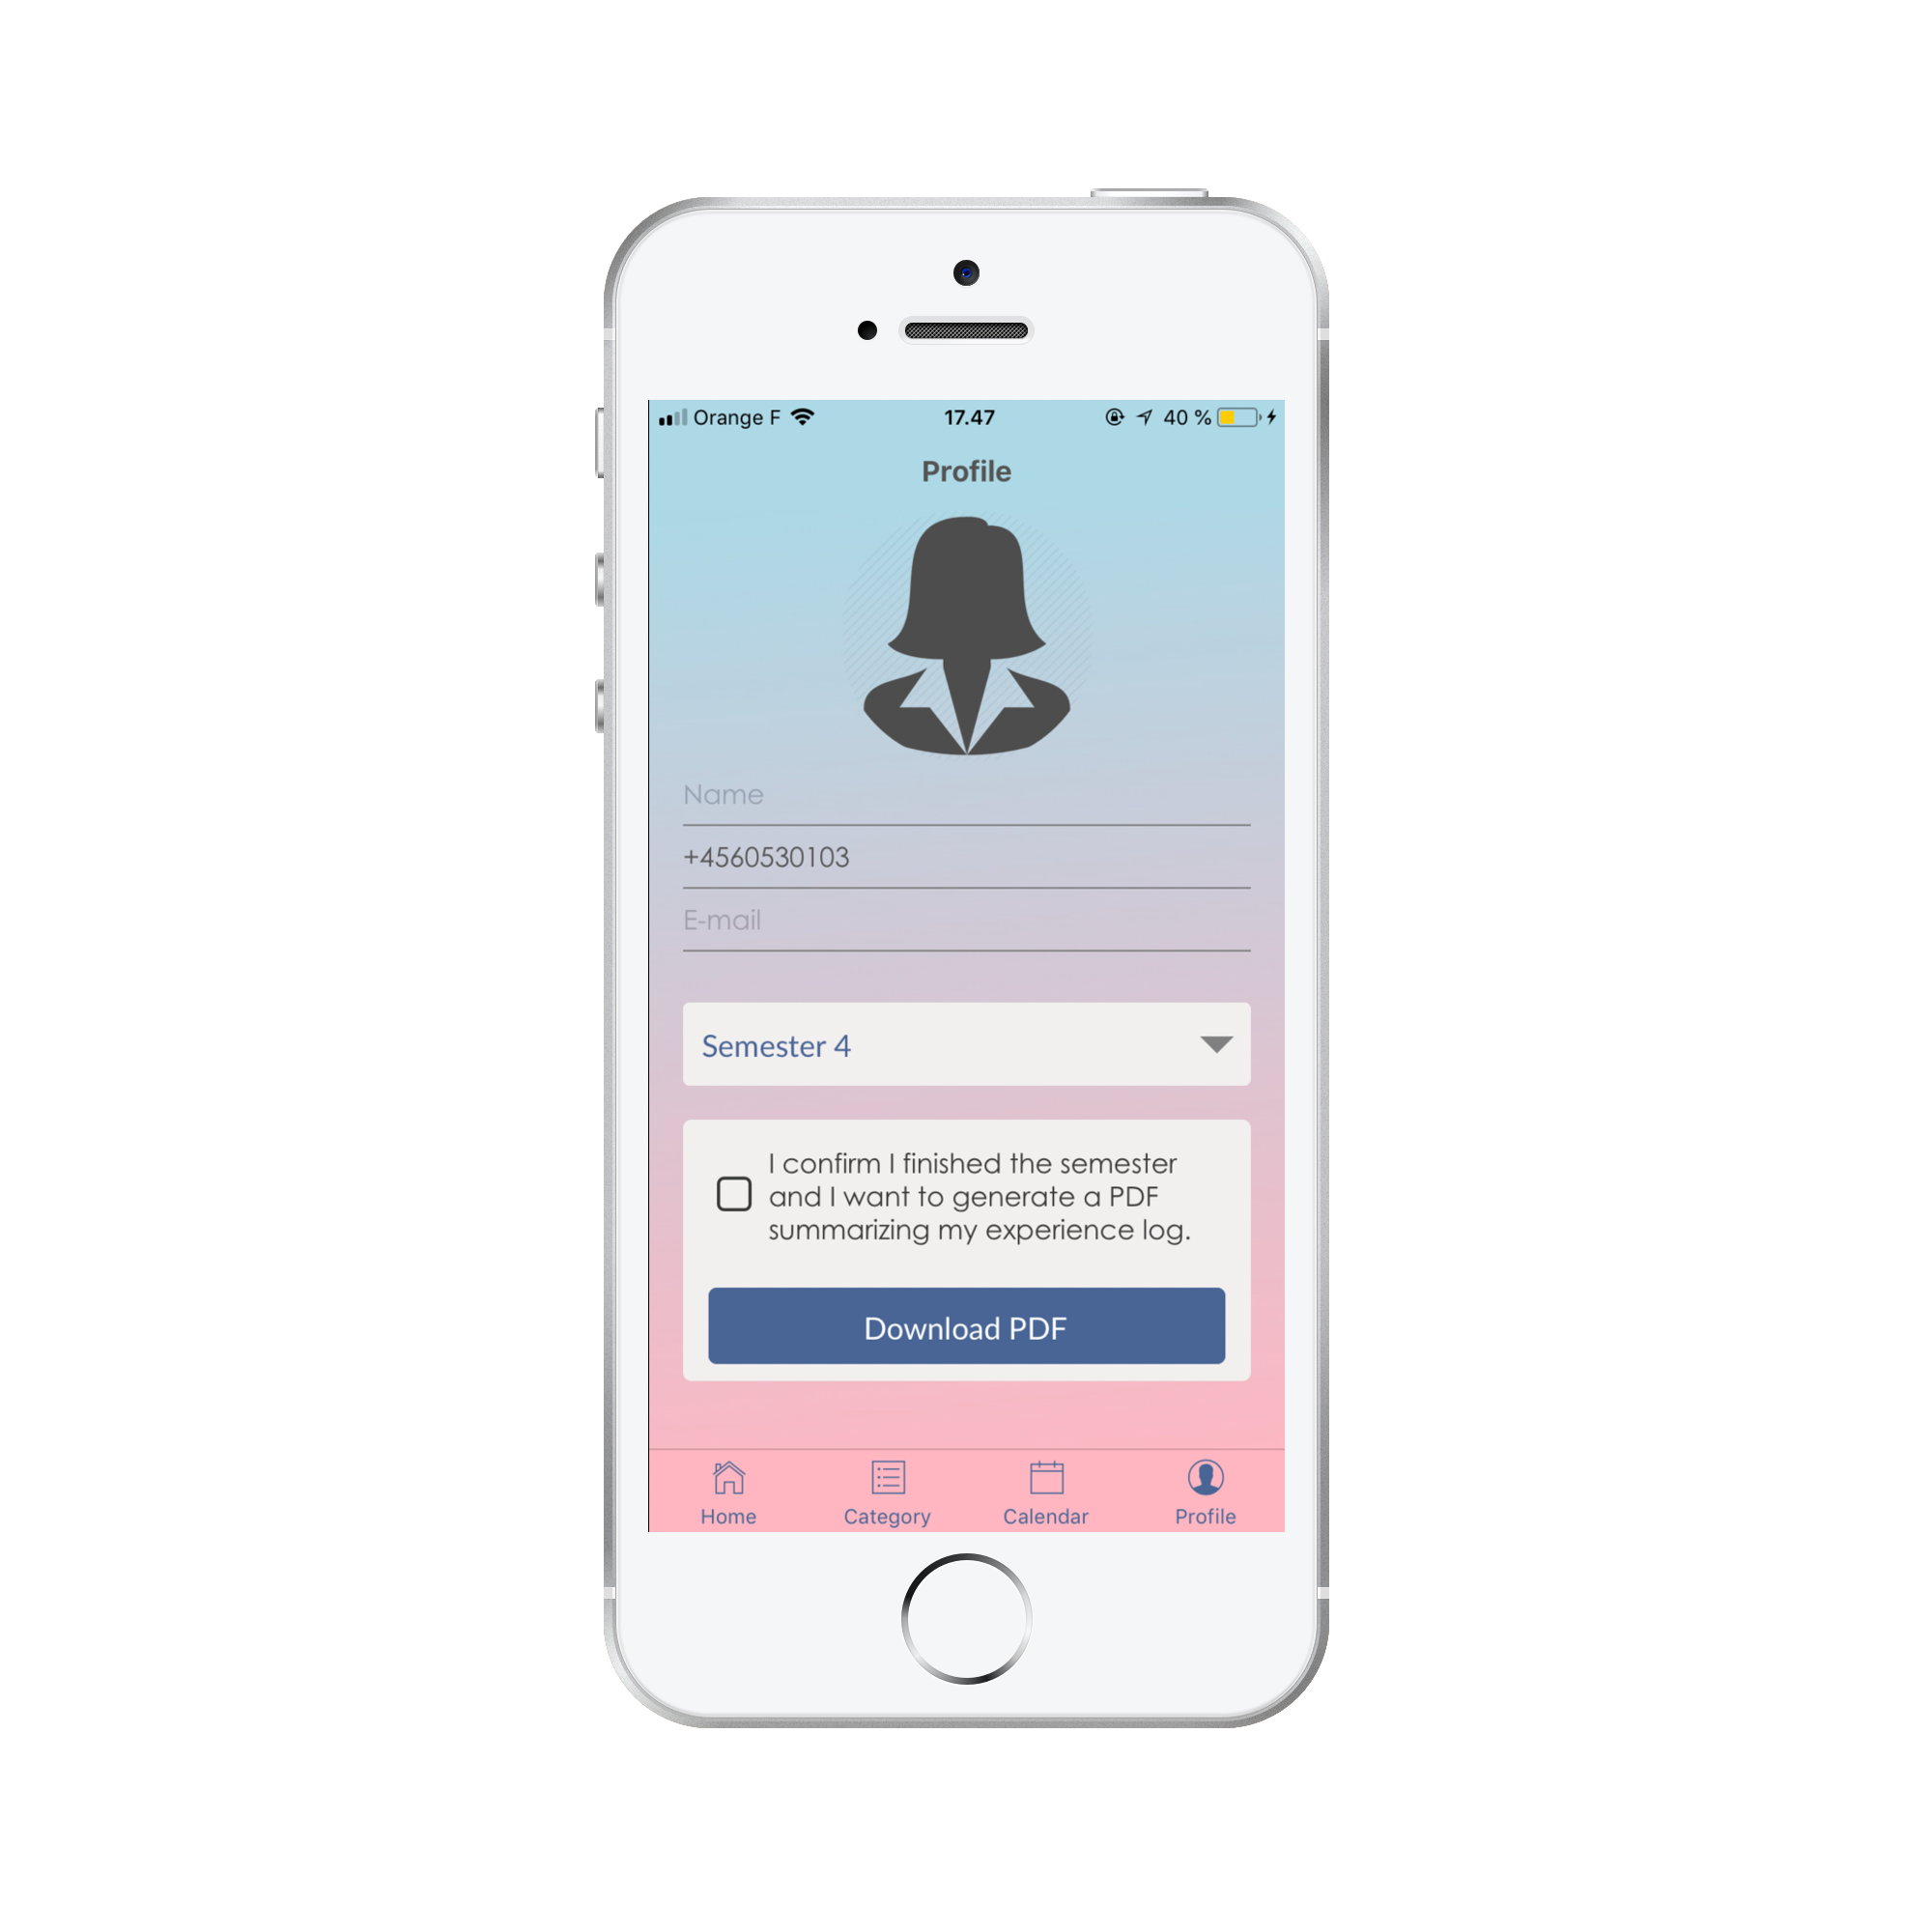 Orange F 17.47 40 %
Profile
Name
+4560530103
E-mail
Semester 4
I confirm I finished the semester
and I want to generate a PDF
summarizing my experience log.
Download PDF
Home Category Calendar Profile